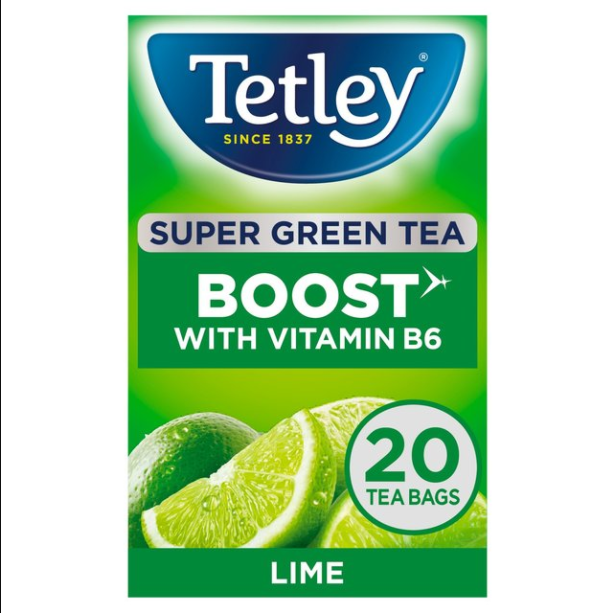 Tetley®
SINCE 1837
SUPER GREEN TEA
BOOST
WITH VITAMIN B6
20
TEA BAGS
LIME